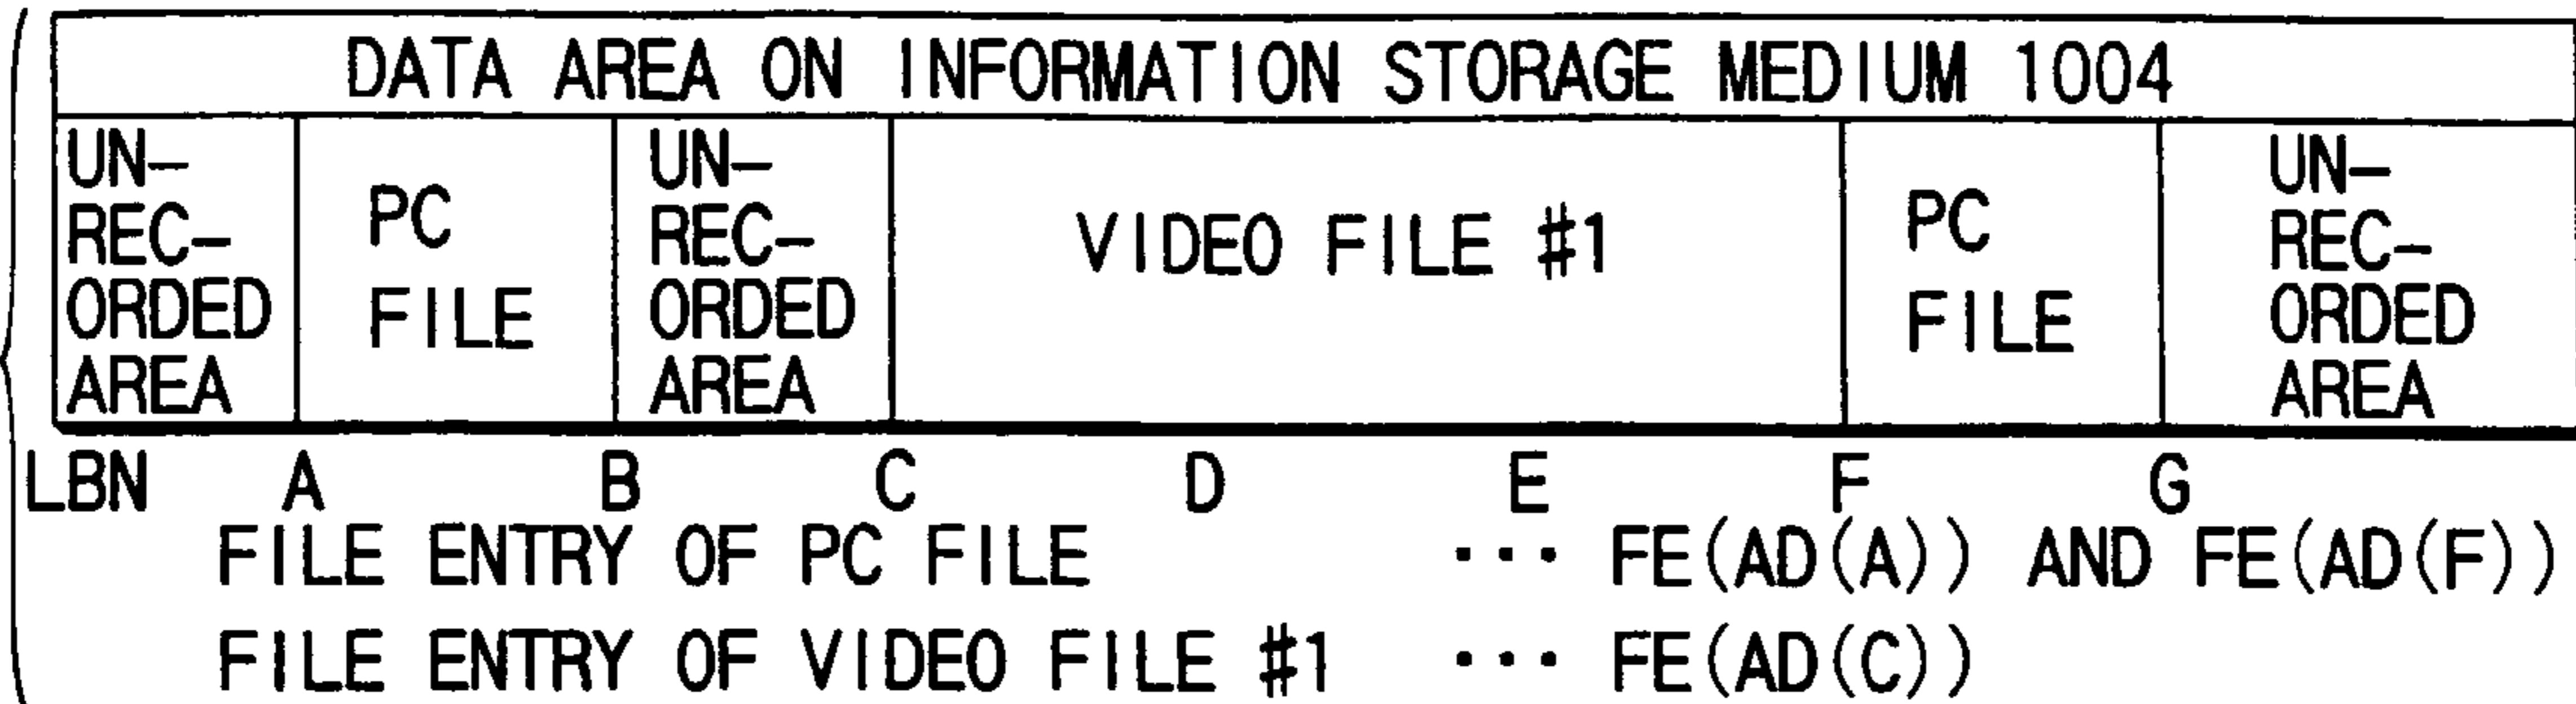 DATA AREA ON INFORMATION STORAGE MEDIUM 1004
UN-
REC-
ORDED
AREA
PC
FILE
UN-
REC-
ORDED
AREA
VIDEO FILE #1
PC
FILE
UN-
REC-
ORDED
AREA
LBN A B C D E F G
FILE ENTRY OF PC FILE ··· FE(AD(A)) AND FE(AD(F))
FILE ENTRY OF VIDEO FILE #1 ··· FE(AD(C))